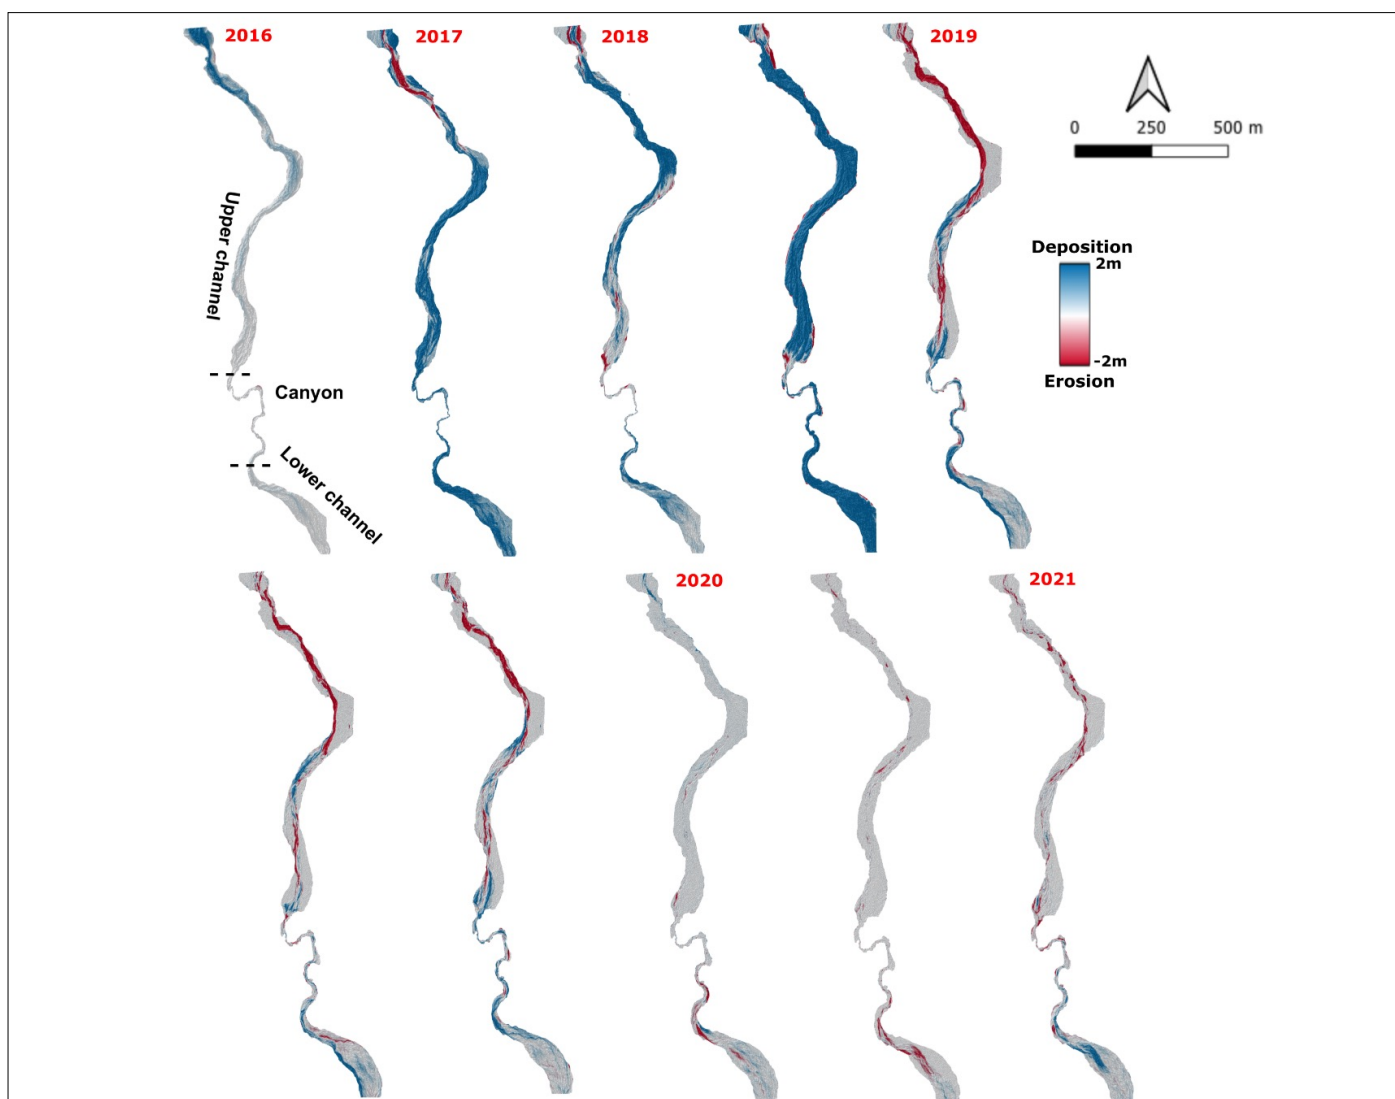 2016
2017
2018
2019
0 250 500 m
Upper channel
Deposition
2m
-2m
Erosion
Canyon
Lower channel
2020
2021